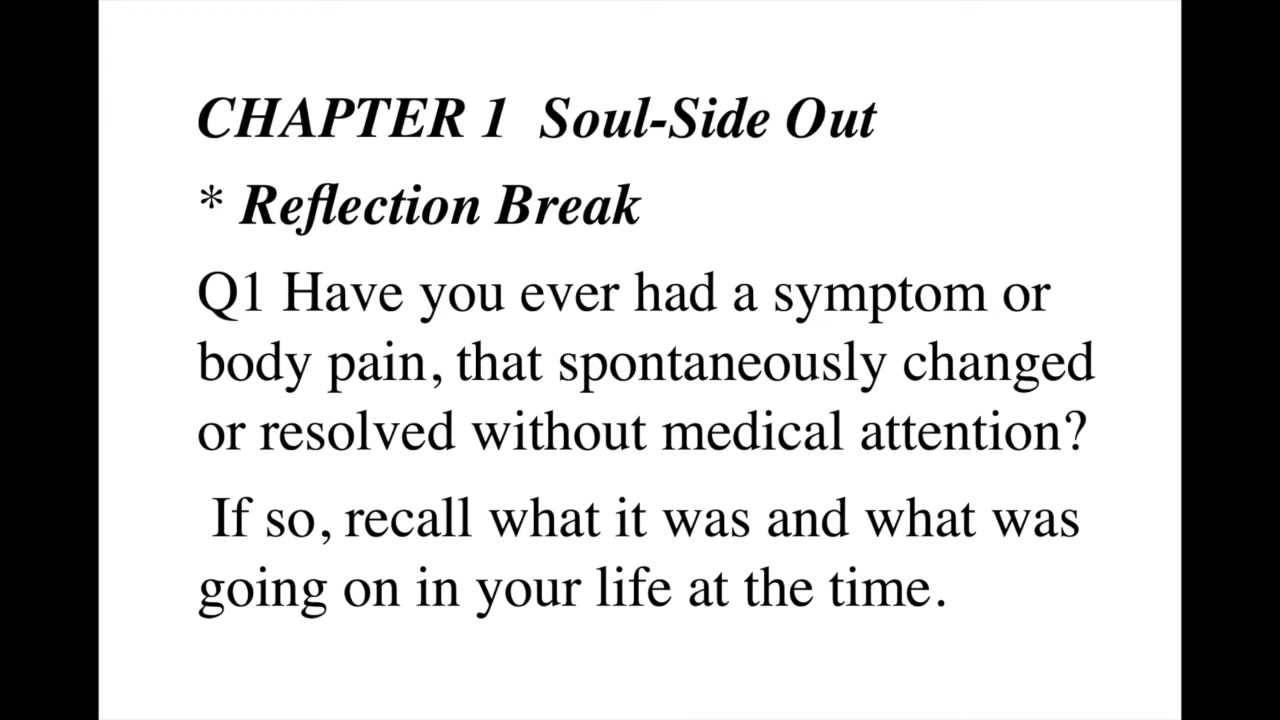 CHAPTER 1  Soul-Side Out
* Reflection Break
Q1 Have you ever had a symptom or
body pain, that spontaneously changed
or resolved without medical attention?
If so, recall what it was and what was
going on in your life at the time.